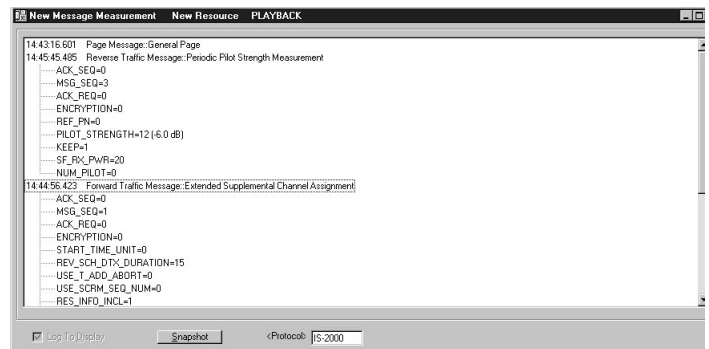 New Message Measurement New Resource PLAYBACK
14:43:16.601 Page Message::General Page
14:45:45.485 Reverse Traffic Message::Periodic Pilot Strength Measurement
ACK_SEQ=0
MSG_SEQ=3
ACK_REQ=0
ENCRYPTION=0
REF_PN=0
PILOT_STRENGTH=12 (-6.0 dB)
KEEP=1
SF_RX_PWR=20
NUM_PILOT=0
14:44:56.423 Forward Traffic Message::Extended Supplemental Channel Assignment
ACK_SEQ=0
MSG_SEQ=1
ACK_REQ=0
ENCRYPTION=0
START_TIME_UNIT=0
REV_SCH_DTX_DURATION=15
USE_T_ADD_ABORT=0
USE_SCRM_SEQ_NUM=0
RES_INFO_INCL=1
Log To Display Snapshot <Protocol> IS-2000